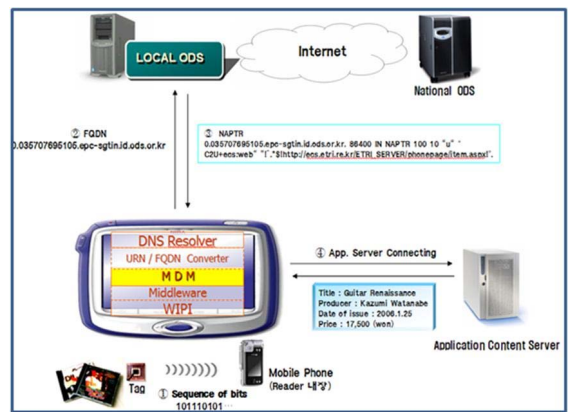 LOCAL ODS
Internet
National ODS
② FQDN
0.035707695105.epc-sgtin.id.ods.or.kr
③ NAPTR
0.035707695105.epc-sgtin.id.ods.or.kr. 86400 IN NAPTR 100 10 "u" "
C2U+ecs:web" "!.*$!http://ecs.etri.re.kr/ETRI_SERVER/phonepage/item.aspx!".
DNS Resolver
URN / FQDN Converter
M D M
Middleware
WIPI
④ App. Server Connecting
Title : Guitar Renaissance
Producer : Kazumi Watanabe
Date of issue : 2006.1.25
Price : 17,500 (won)
Application Content Server
Tag
Mobile Phone
(Reader 내장)
① Sequence of bits
101110101…